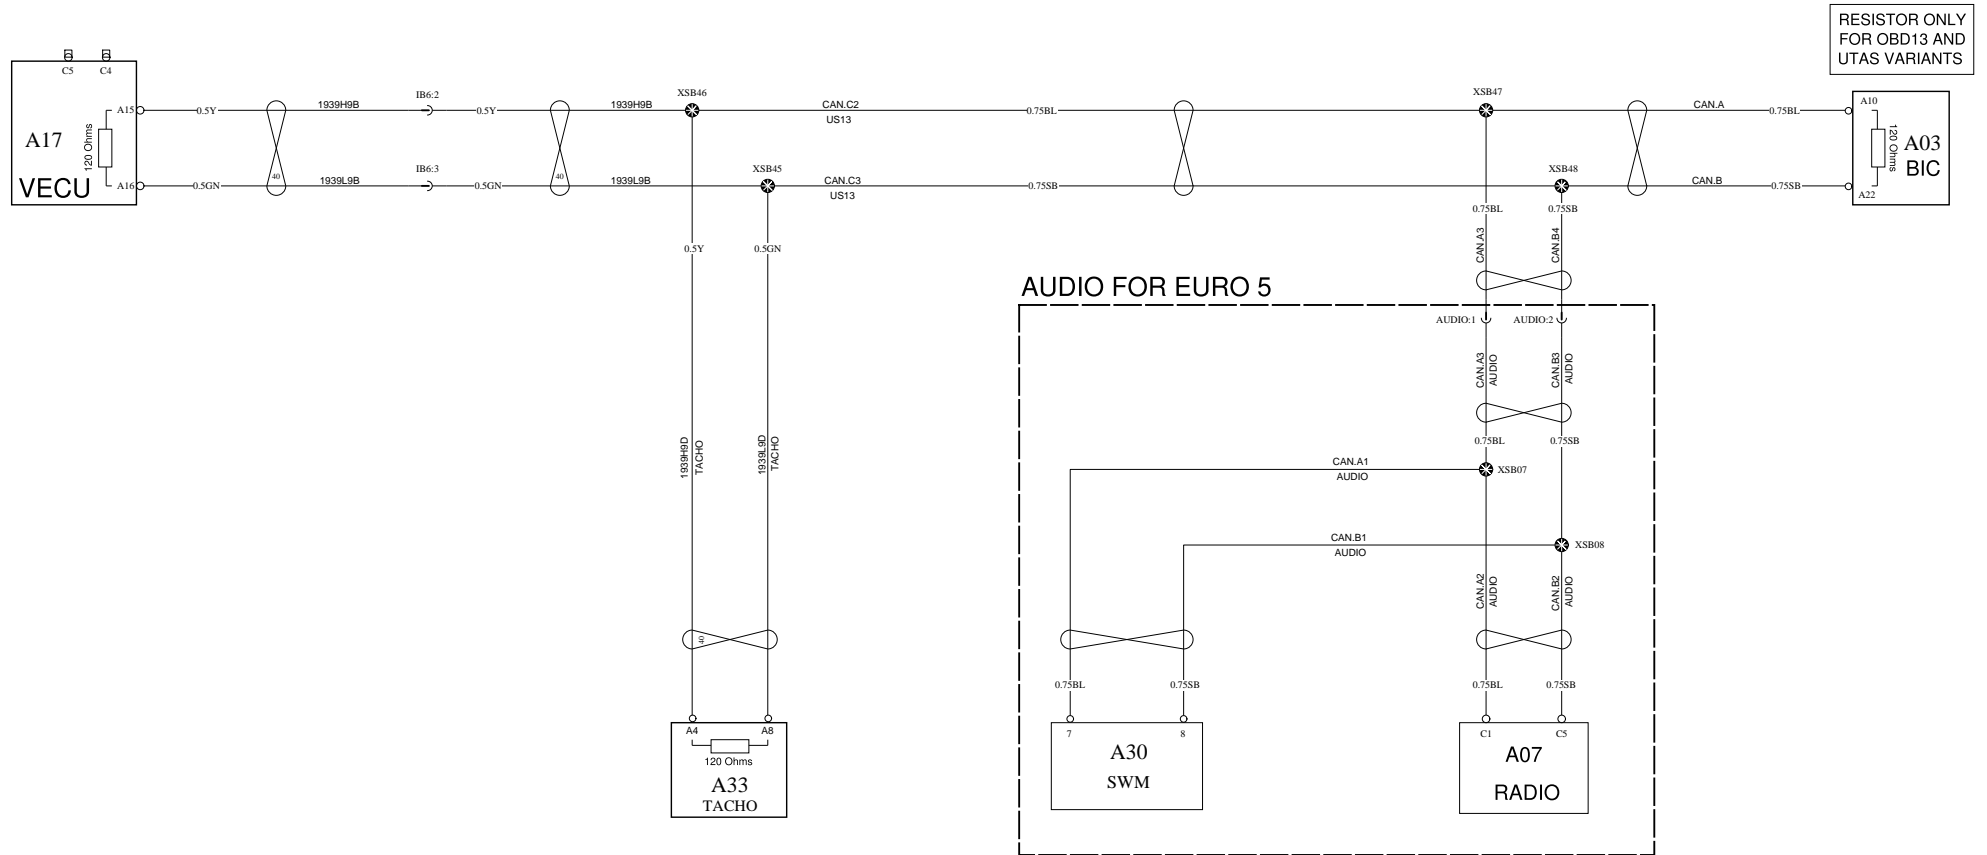 RESISTOR ONLY
FOR OBD13 AND
UTAS VARIANTS
C5 C4
A15
A17
120 Ohms
VECU
A16
0.5Y
1939H9B
IB6:2
0.5Y
1939H9B
XSB46
CAN.C2
US13
0.75BL
XSB47
CAN.A
0.75BL
A10
120 Ohms
A03
BIC
A22
0.5GN
40
1939L9B
IB6:3
0.5GN
40
1939L9B
XSB45
CAN.C3
US13
0.75SB
XSB48
CAN.B
0.75SB
0.75BL
0.75SB
CAN.A3
CAN.B4
0.5Y
0.5GN
AUDIO FOR EURO 5
AUDIO:1
AUDIO:2
CAN.A3
AUDIO
CAN.B3
AUDIO
0.75BL
0.75SB
1939H9D
TACHO
1939L9D
TACHO
CAN.A1
AUDIO
XSB07
CAN.B1
AUDIO
XSB08
CAN.A2
AUDIO
CAN.B2
AUDIO
40
0.75BL
0.75SB
0.75BL
0.75SB
A4
A8
120 Ohms
A33
TACHO
7
8
A30
SWM
C1
C5
A07
RADIO